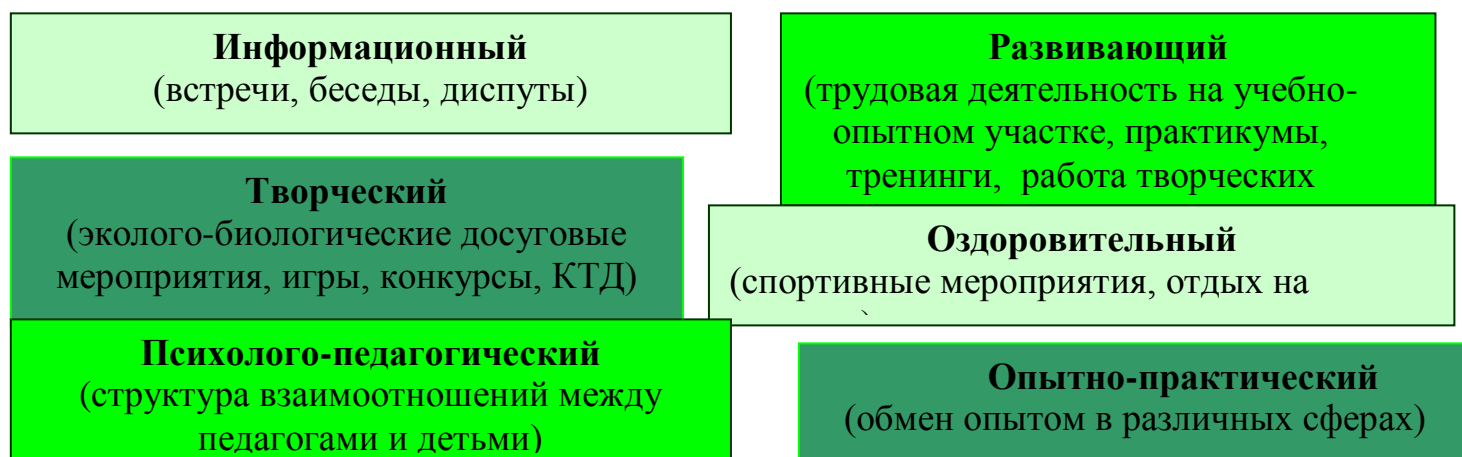 Информационный
(встречи, беседы, диспуты)
Развивающий
(трудовая деятельность на учебно-
опытном участке, практикумы,
тренинги, работа творческих
Творческий
(эколого-биологические досуговые
мероприятия, игры, конкурсы, КТД)
Оздоровительный
(спортивные мероприятия, отдых на
Психолого-педагогический
(структура взаимоотношений между
педагогами и детьми)
Опытно-практический
(обмен опытом в различных сферах)